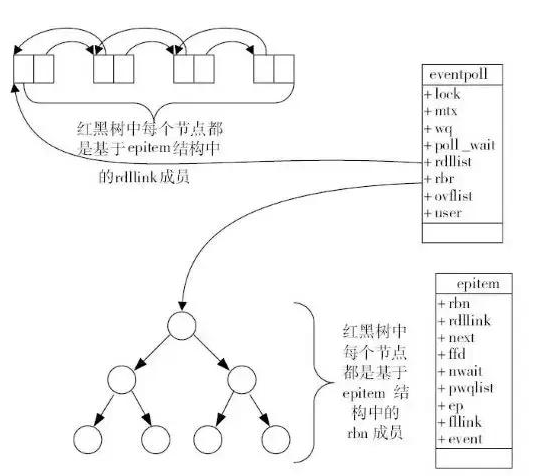 红黑树中每个节点都
是基于epitem结构中
的rdllink成员
eventpoll
+ lock
+ mtx
+ wq
+ poll_wait
+ rdllist
+ rbr
+ ovflist
+ user
红黑树中
每个节点
都是基于
epitem 结
构中的
rbn 成员
epitem
+ rbn
+ rdllink
+ next
+ ffd
+ nwait
+ pwqlist
+ ep
+ fllink
+ event